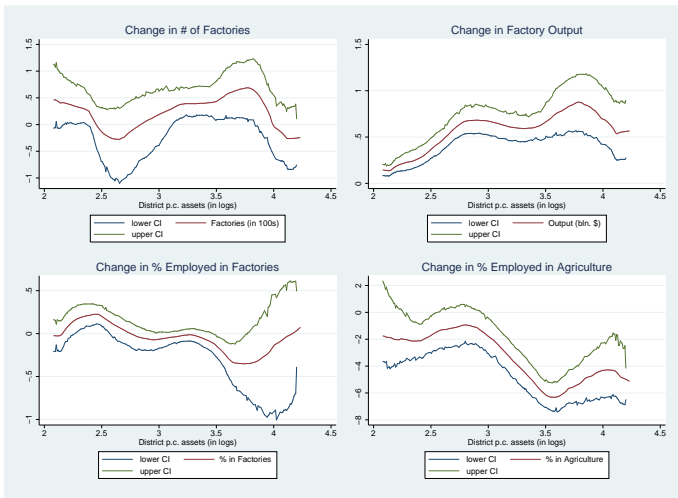 Change in # of Factories
1.5
1
.5
0
-.5
-1
2 2.5 3 3.5 4 4.5
District p.c. assets (in logs)
lower CI Factories (in 100s)
upper CI
Change in Factory Output
1.5
1
.5
0
2 2.5 3 3.5 4 4.5
District p.c. assets (in logs)
lower CI Output (bln. $)
upper CI
Change in % Employed in Factories
.5
0
-.5
-1
2 2.5 3 3.5 4 4.5
District p.c. assets (in logs)
lower CI % in Factories
upper CI
Change in % Employed in Agriculture
2
0
-2
-4
-6
-8
2 2.5 3 3.5 4 4.5
District p.c. assets (in logs)
lower CI % in Agriculture
upper CI